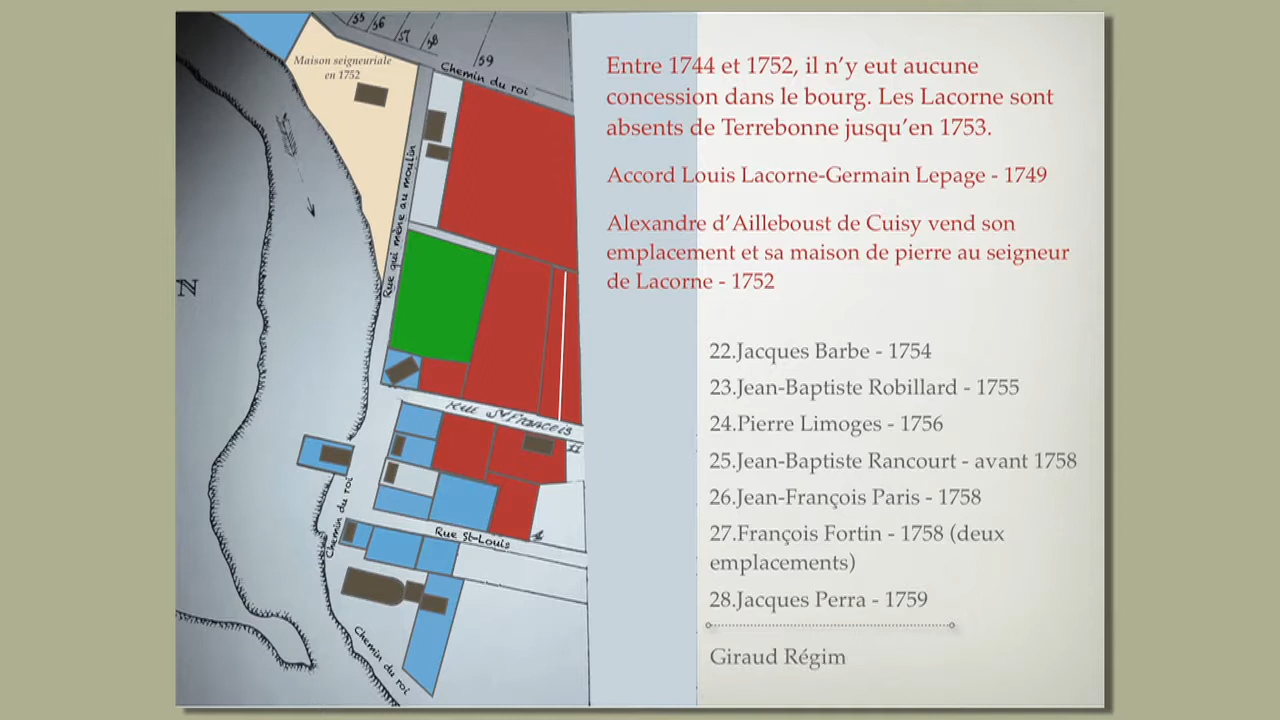 55
56
57
58
59
Maison seigneuriale
en 1752
Chemin du roi
Rue qui mène au moulin
N
Rue St François
Chemin du roi
Rue St-Louis
Chemin du roi
Entre 1744 et 1752, il n’y eut aucune
concession dans le bourg. Les Lacorne sont
absents de Terrebonne jusqu’en 1753.
Accord Louis Lacorne-Germain Lepage - 1749
Alexandre d’Ailleboust de Cuisy vend son
emplacement et sa maison de pierre au seigneur
de Lacorne - 1752
22.Jacques Barbe - 1754
23.Jean-Baptiste Robillard - 1755
24.Pierre Limoges - 1756
25.Jean-Baptiste Rancourt - avant 1758
26.Jean-François Paris - 1758
27.François Fortin - 1758 (deux
emplacements)
28.Jacques Perra - 1759
Giraud Régim